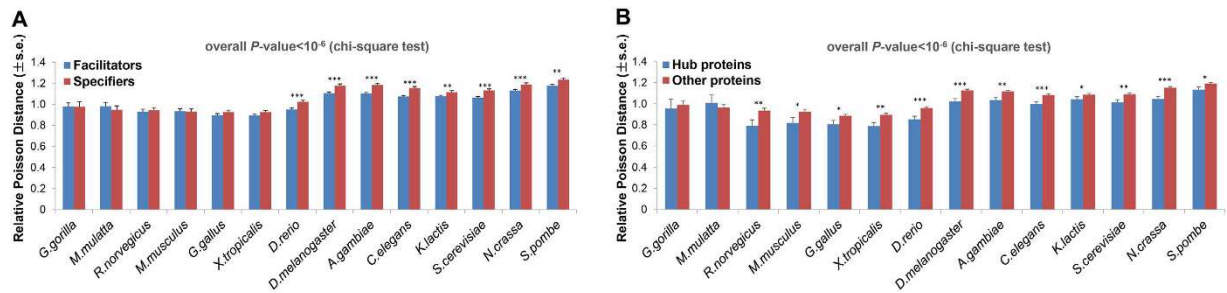 A
overall P-value<10⁻⁶ (chi-square test)
Relative Poisson Distance (±s.e.)
1.4
1.2
1.0
0.8
0.6
0.4
0.2
0
Facilitators
Specifiers
*** *** *** *** ** *** *** **
G.gorilla
M.mulatta
R.norvegicus
M.musculus
G.gallus
X.tropicalis
D.rerio
D.melanogaster
A.gambiae
C.elegans
K.lactis
S.cerevisiae
N.crassa
S.pombe
B
overall P-value<10⁻⁶ (chi-square test)
Relative Poisson Distance (±s.e.)
1.4
1.2
1.0
0.8
0.6
0.4
0.2
0
Hub proteins
Other proteins
** * * ** *** *** ** *** * ** *** *
G.gorilla
M.mulatta
R.norvegicus
M.musculus
G.gallus
X.tropicalis
D.rerio
D.melanogaster
A.gambiae
C.elegans
K.lactis
S.cerevisiae
N.crassa
S.pombe